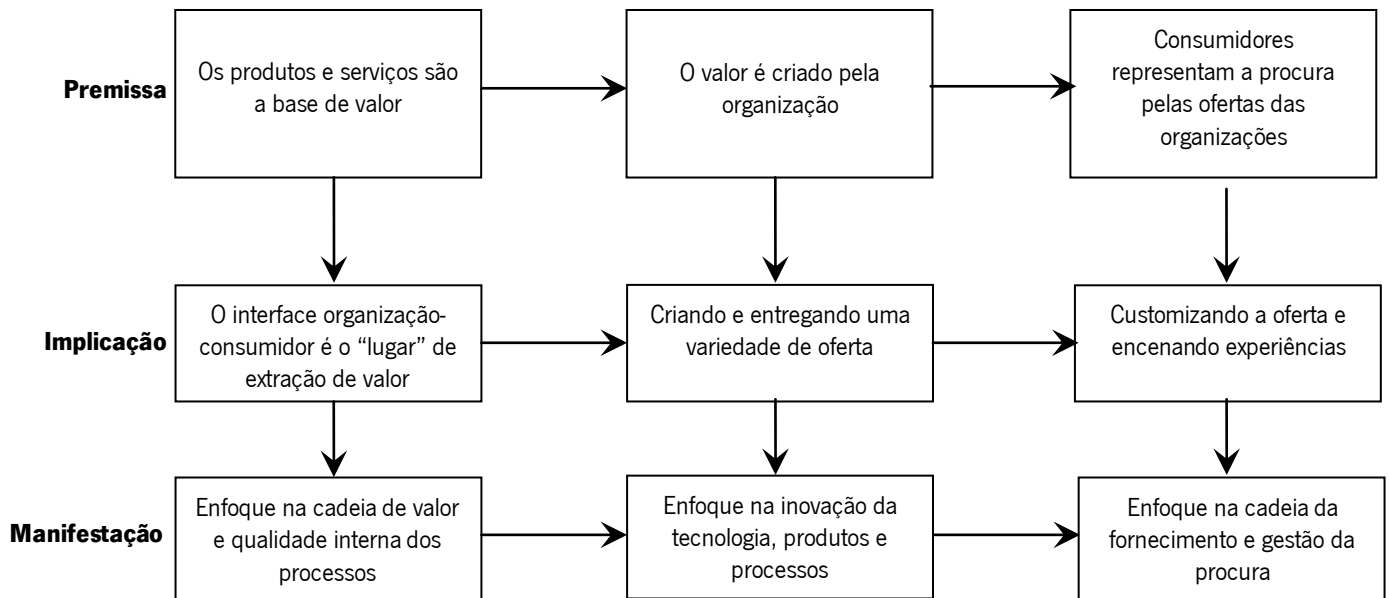 Premissa
Os produtos e serviços são
a base de valor
O valor é criado pela
organização
Consumidores
representam a procura
pelas ofertas das
organizações
Implicação
O interface organização-
consumidor é o “lugar” de
extração de valor
Criando e entregando uma
variedade de oferta
Customizando a oferta e
encenando experiências
Manifestação
Enfoque na cadeia de valor
e qualidade interna dos
processos
Enfoque na inovação da
tecnologia, produtos e
processos
Enfoque na cadeia da
fornecimento e gestão da
procura